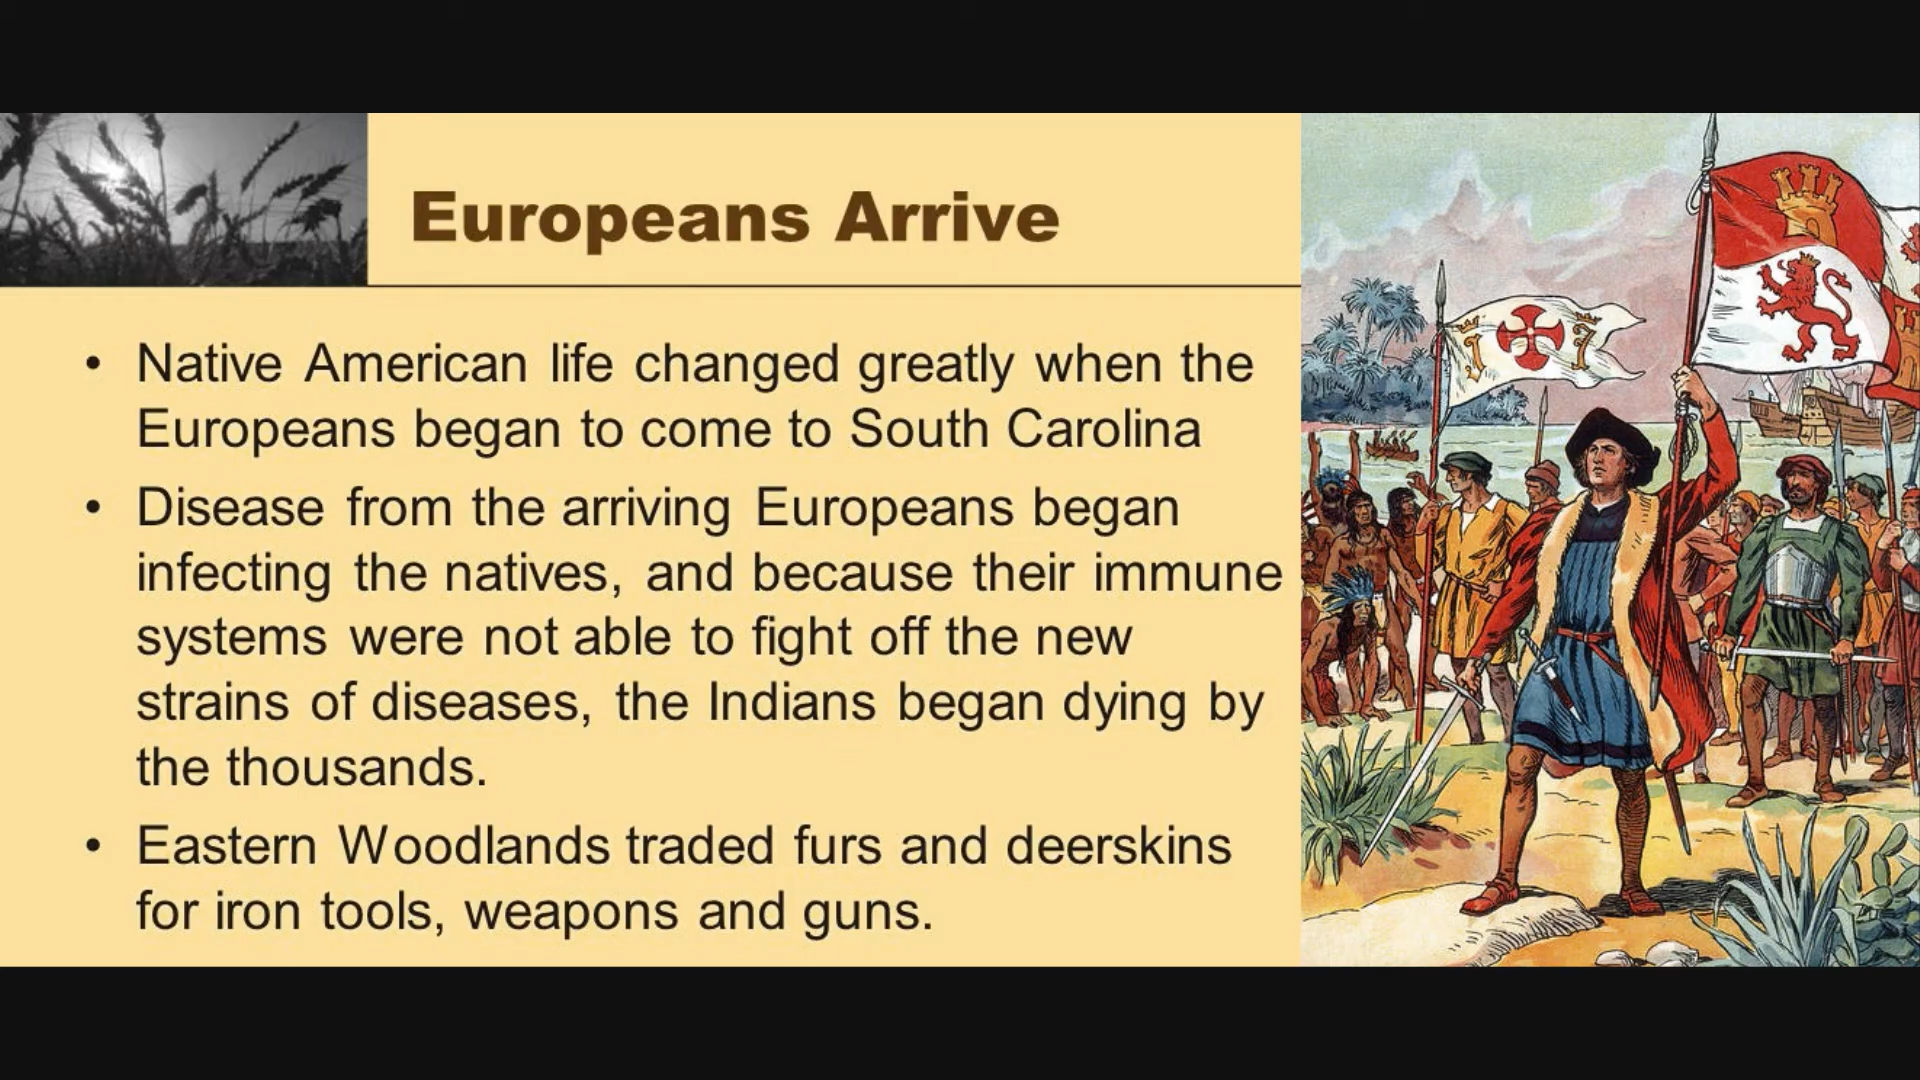 Europeans Arrive
• Native American life changed greatly when the
Europeans began to come to South Carolina
• Disease from the arriving Europeans began
infecting the natives, and because their immune
systems were not able to fight off the new
strains of diseases, the Indians began dying by
the thousands.
• Eastern Woodlands traded furs and deerskins
for iron tools, weapons and guns.